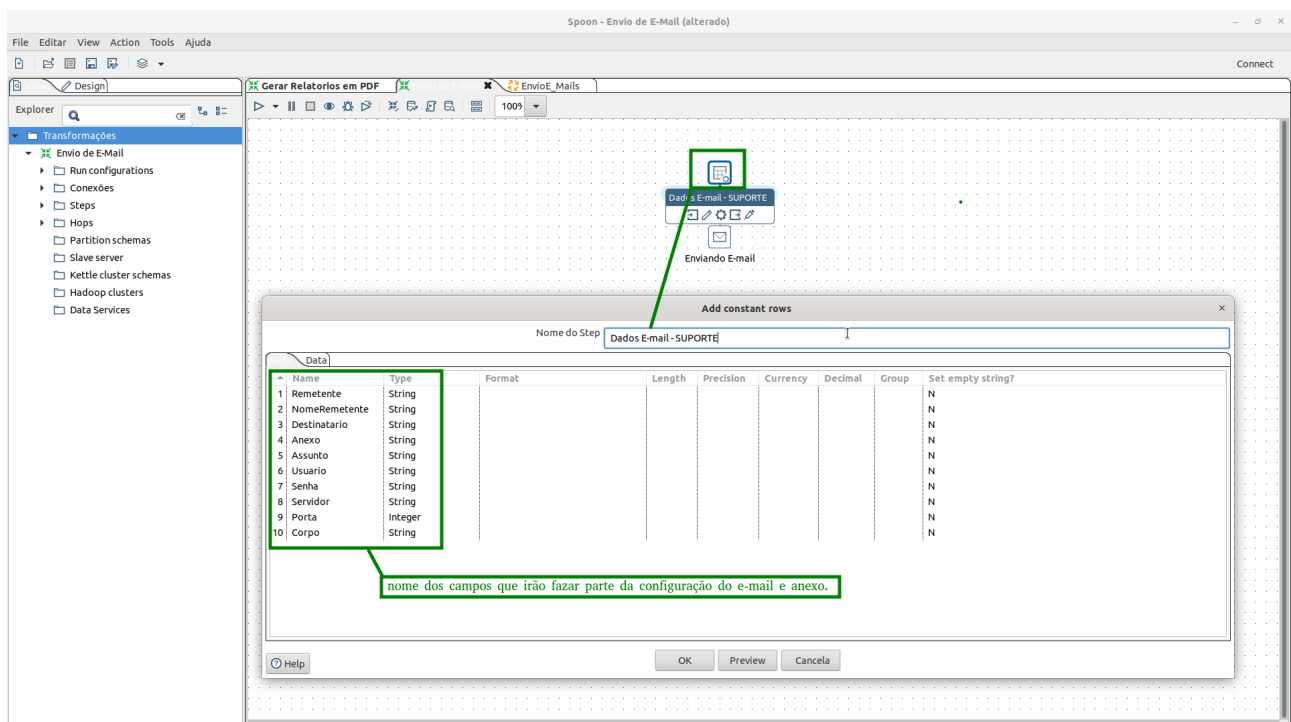 Spoon - Envio de E-Mail (alterado)
File Editar View Action Tools Ajuda
Connect
Design
Gerar Relatorios em PDF Envio de E-Mail EnvioE_Mails
Explorer
100%
Transformações
Envio de E-Mail
Run configurations
Conexões
Steps
Hops
Partition schemas
Slave server
Kettle cluster schemas
Hadoop clusters
Data Services
Dados E-mail - SUPORTE
Enviando E-mail
Add constant rows
Nome do Step Dados E-mail - SUPORTE
Data
Name Type Format Length Precision Currency Decimal Group Set empty string?
1 Remetente String N
2 NomeRemetente String N
3 Destinatario String N
4 Anexo String N
5 Assunto String N
6 Usuario String N
7 Senha String N
8 Servidor String N
9 Porta Integer N
10 Corpo String N
nome dos campos que irão fazar parte da configuração do e-mail e anexo.
Help OK Preview Cancela